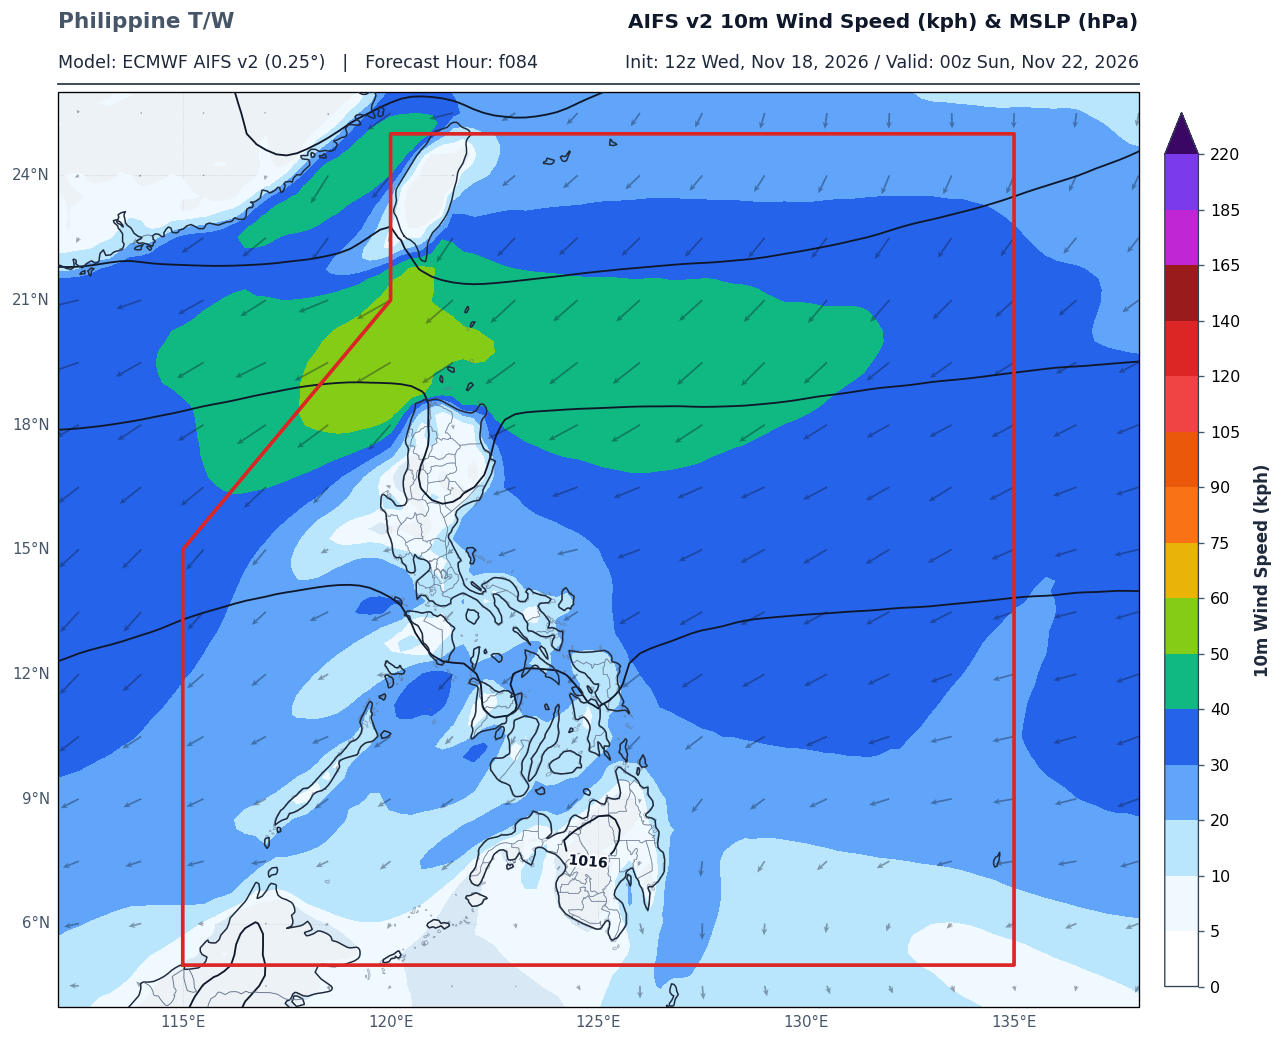 Philippine T/W
AIFS v2 10m Wind Speed (kph) & MSLP (hPa)
Model: ECMWF AIFS v2 (0.25°)   |   Forecast Hour: f084
Init: 12z Wed, Nov 18, 2026 / Valid: 00z Sun, Nov 22, 2026
24°N
21°N
18°N
15°N
12°N
9°N
6°N
1016
115°E
120°E
125°E
130°E
135°E
220
185
165
140
120
105
90
75
60
50
40
30
20
10
5
0
10m Wind Speed (kph)